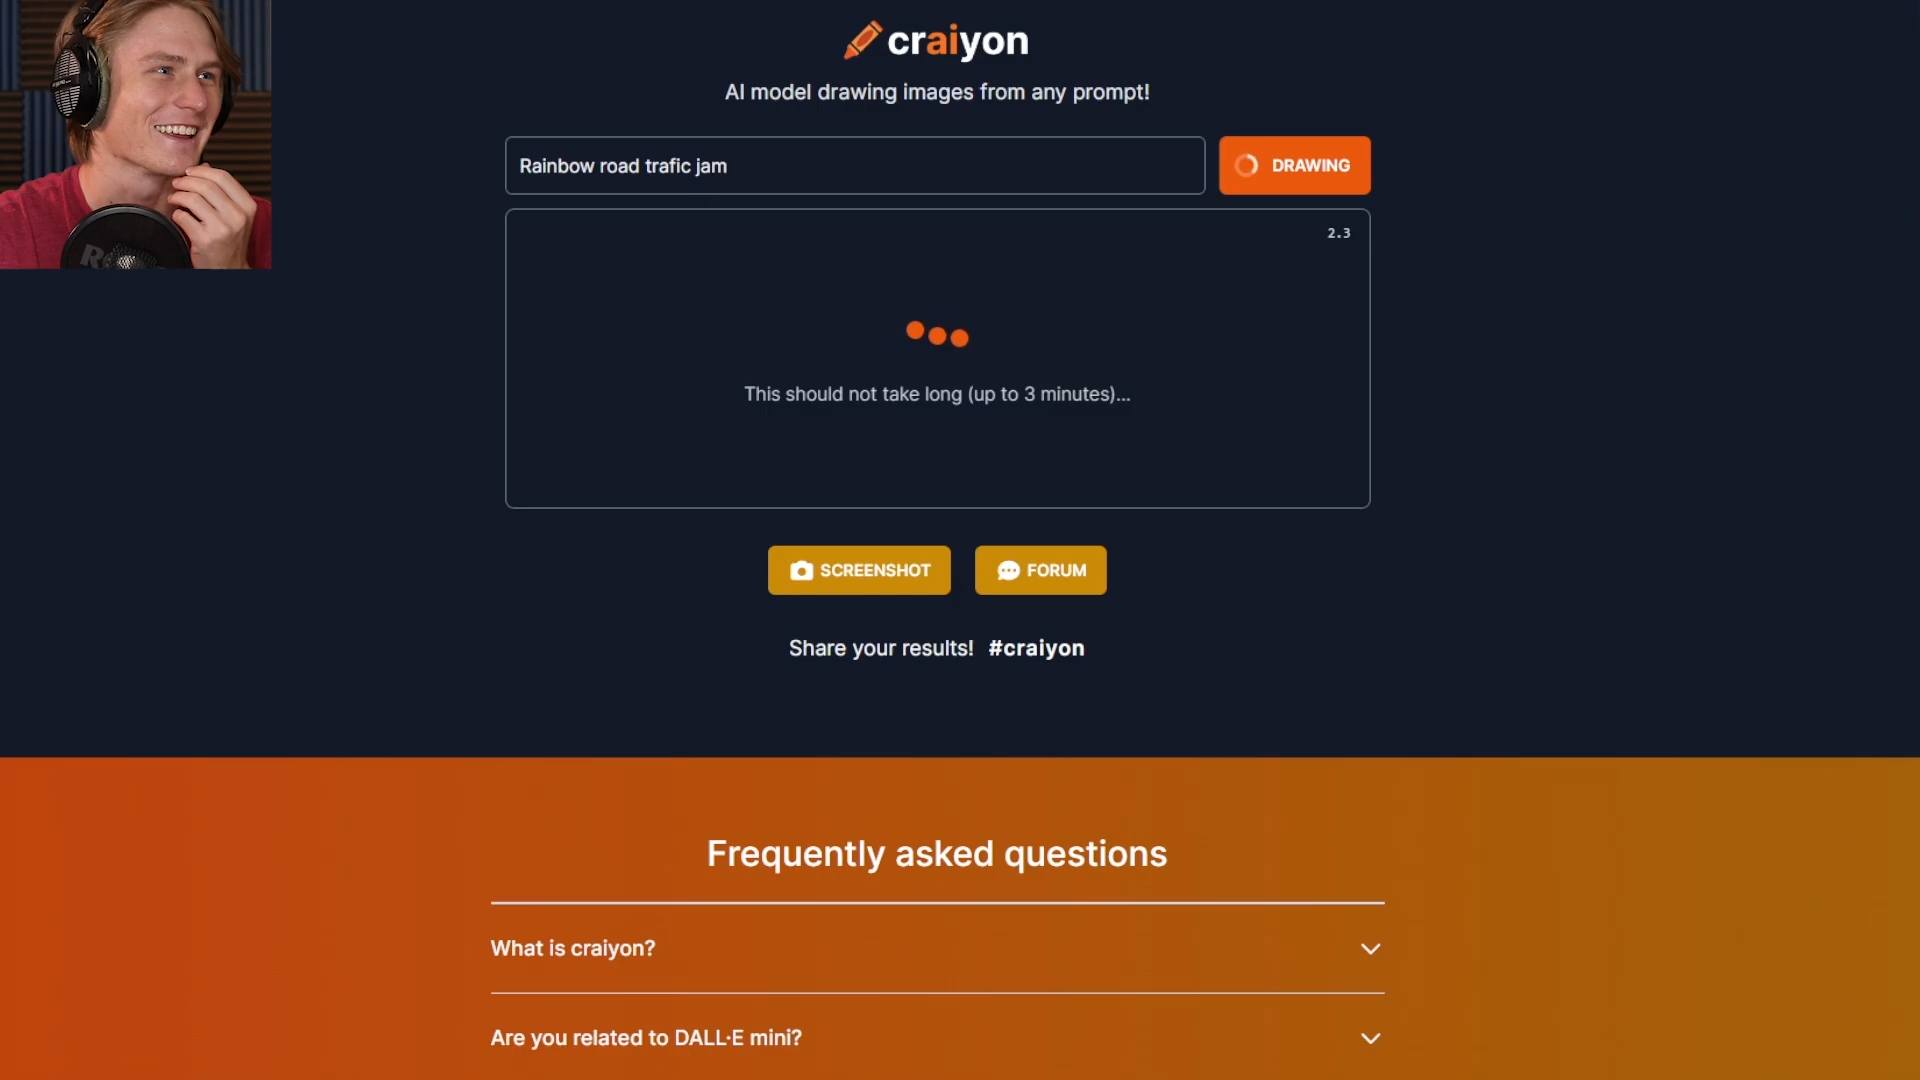 craiyon
AI model drawing images from any prompt!
Rainbow road trafic jam
DRAWING
2.3
This should not take long (up to 3 minutes)...
SCREENSHOT
FORUM
Share your results! #craiyon
Frequently asked questions
What is craiyon?
Are you related to DALL·E mini?